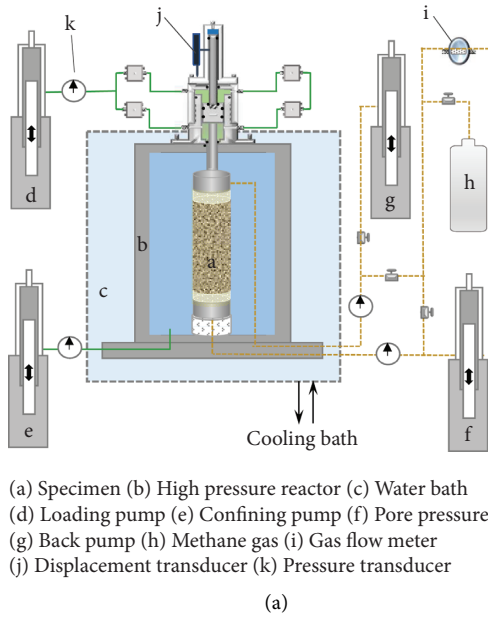 j
i
k
d
g
h
b
a
c
e
f
Cooling bath
(a) Specimen (b) High pressure reactor (c) Water bath
(d) Loading pump (e) Confining pump (f) Pore pressure
(g) Back pump (h) Methane gas (i) Gas flow meter
(j) Displacement transducer (k) Pressure transducer
(a)